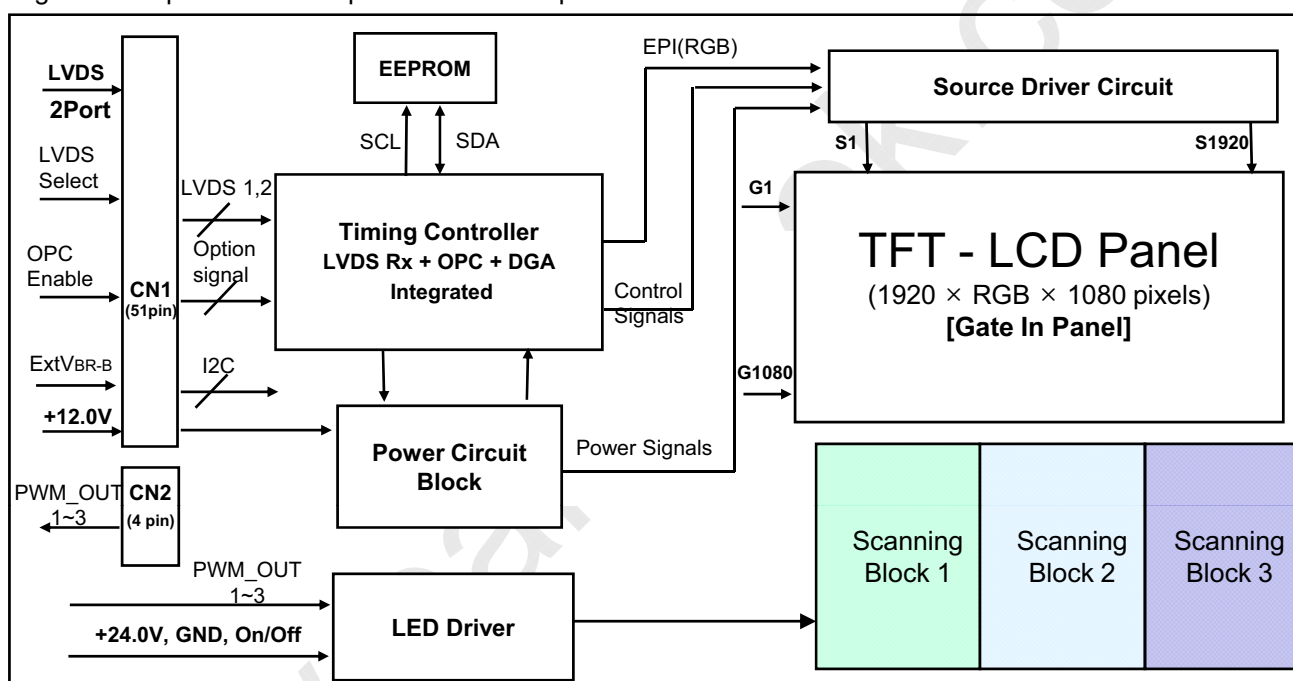 LVDS
2Port
LVDS
Select
OPC
Enable
ExtVBR-B
+12.0V
CN1
(51pin)
LVDS 1,2
Option
signal
I2C
EEPROM
SCL
SDA
Timing Controller
LVDS Rx + OPC + DGA
Integrated
EPI(RGB)
Control
Signals
Power Circuit
Block
Power Signals
Source Driver Circuit
S1
S1920
G1
G1080
TFT - LCD Panel
(1920 × RGB × 1080 pixels)
[Gate In Panel]
PWM_OUT
1~3
CN2
(4 pin)
PWM_OUT
1~3
+24.0V, GND, On/Off
LED Driver
Scanning
Block 1
Scanning
Block 2
Scanning
Block 3